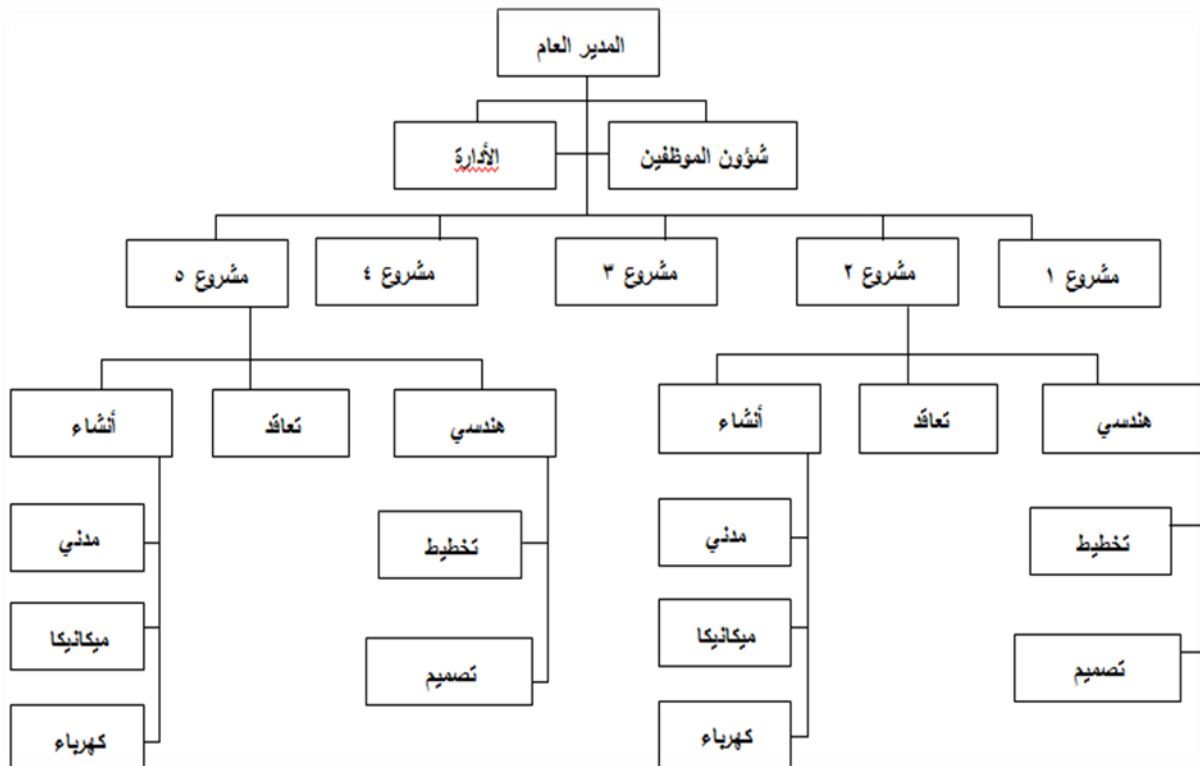 المدير العام
شؤون الموظفين
الأدارة
مشروع ١
مشروع ٢
مشروع ٣
مشروع ٤
مشروع ٥
هندسي
تعاقد
أنشاء
هندسي
تعاقد
أنشاء
تخطيط
مدني
تخطيط
مدني
تصميم
ميكانيكا
تصميم
ميكانيكا
كهرباء
كهرباء